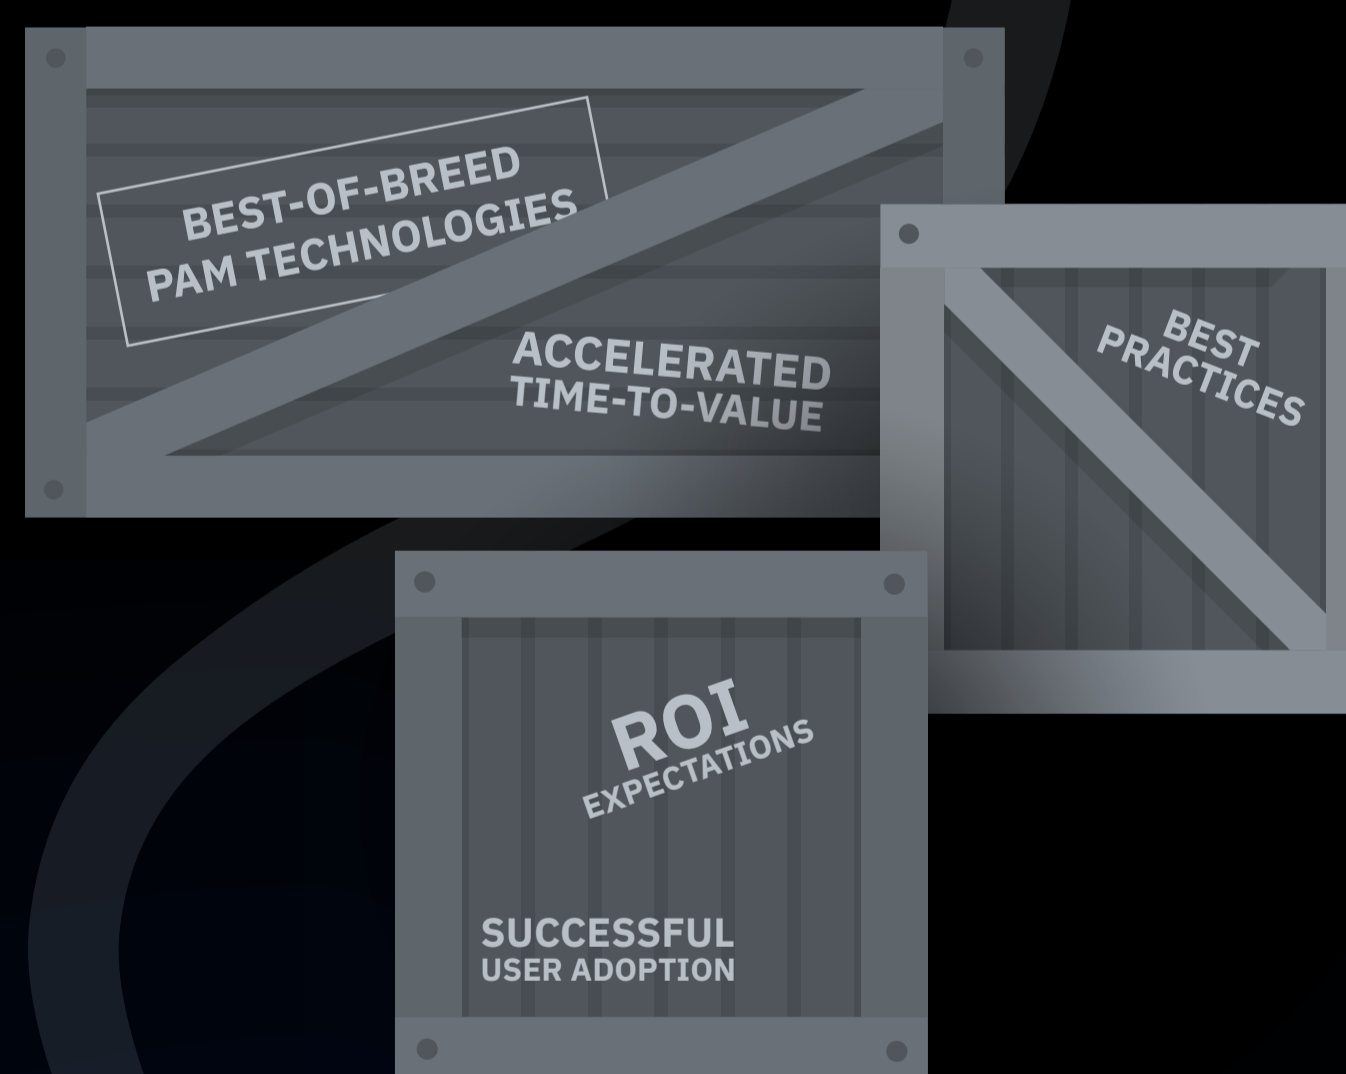 BEST-OF-BREED
PAM TECHNOLOGIES
ACCELERATED
TIME-TO-VALUE
BEST
PRACTICES
ROI
EXPECTATIONS
SUCCESSFUL
USER ADOPTION